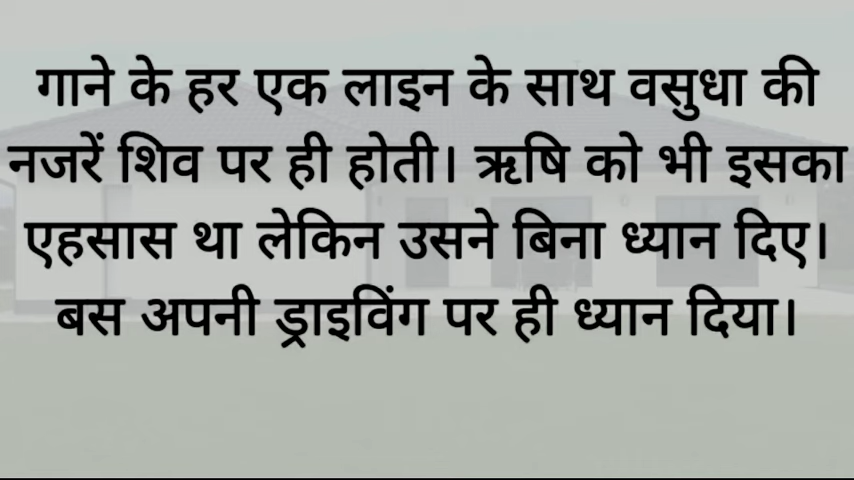 गाने के हर एक लाइन के साथ वसुधा की
नजरें शिव पर ही होती। ऋषि को भी इसका
एहसास था लेकिन उसने बिना ध्यान दिए।
बस अपनी ड्राइविंग पर ही ध्यान दिया।